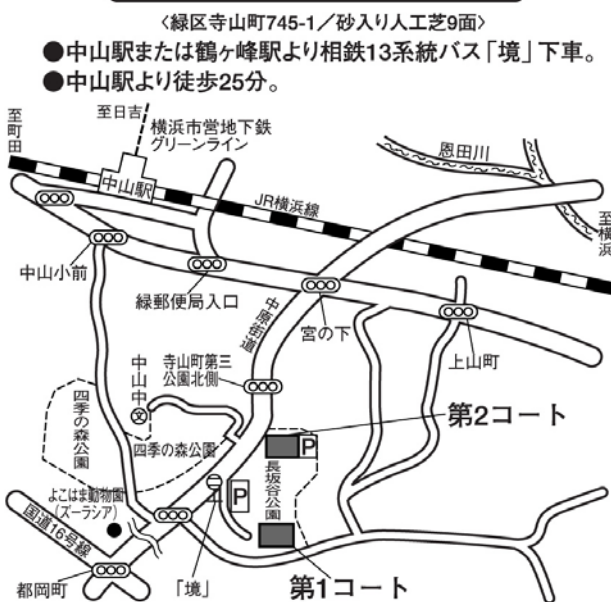 〈緑区寺山町745-1／砂入り人工芝9面〉
●中山駅または鶴ヶ峰駅より相鉄13系統バス「境」下車。
●中山駅より徒歩25分。
至町田
至日吉
横浜市営地下鉄
グリーンライン
恩田川
中山駅
JR横浜線
至横浜
中山小前
緑郵便局入口
中原街道
宮の下
上山町
寺山町第三
公園北側
中山中
文
四季の森公園
四季の森公園
第2コート
P
長坂谷公園
P
よこはま動物園
(ズーラシア)
国道16号線
都岡町
「境」
第1コート